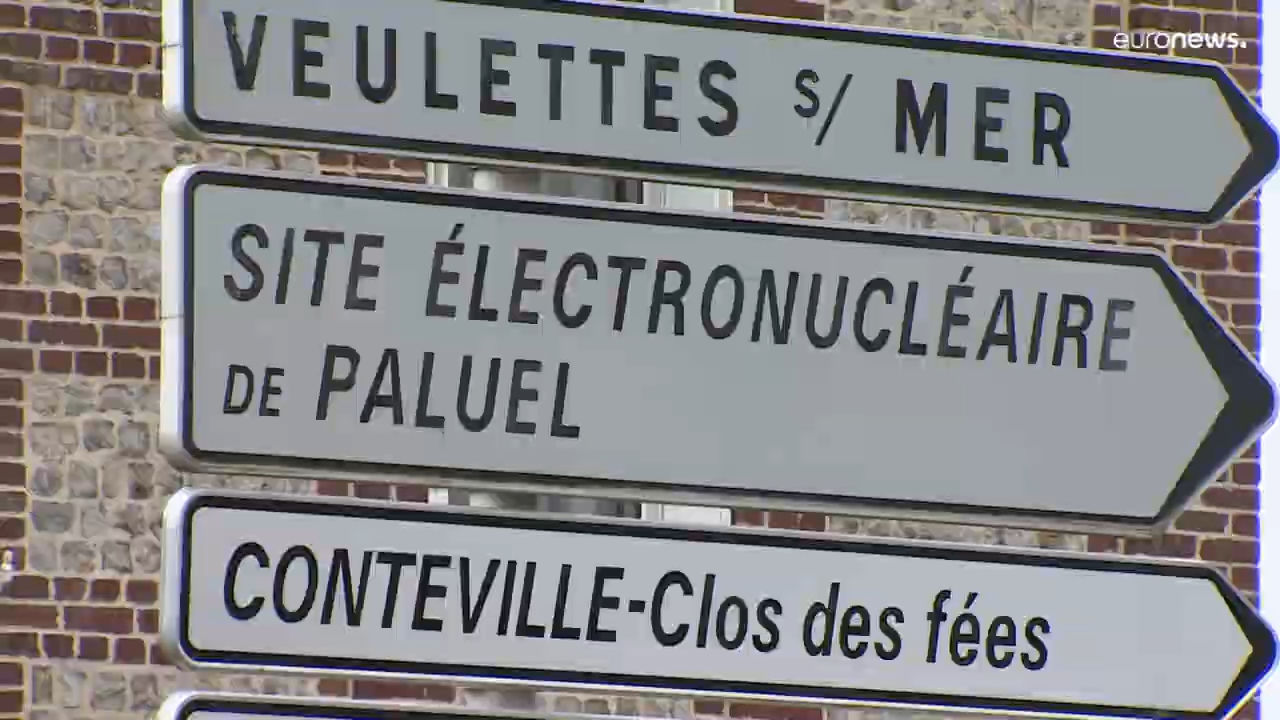 euronews.
VEULETTES S/ MER
SITE ÉLECTRONUCLÉAIRE
DE PALUEL
CONTEVILLE-Clos des fées